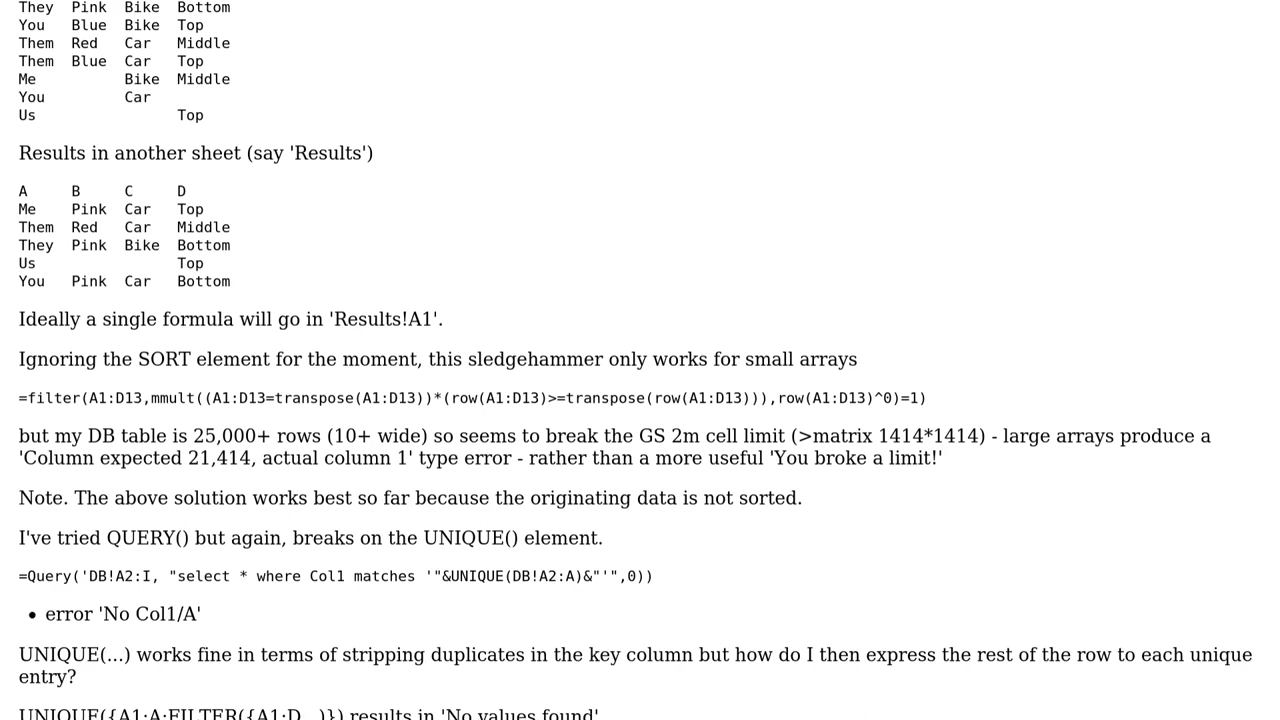 They Pink Bike Bottom
You Blue Bike Top
Them Red Car Middle
Them Blue Car Top
Me Bike Middle
You Car
Us Top
Results in another sheet (say 'Results')
A B C D
Me Pink Car Top
Them Red Car Middle
They Pink Bike Bottom
Us Top
You Pink Car Bottom
Ideally a single formula will go in 'Results!A1'.
Ignoring the SORT element for the moment, this sledgehammer only works for small arrays
=filter(A1:D13,mmult((A1:D13=transpose(A1:D13))*(row(A1:D13)>=transpose(row(A1:D13))),row(A1:D13)^0)=1)
but my DB table is 25,000+ rows (10+ wide) so seems to break the GS 2m cell limit (>matrix 1414*1414) - large arrays produce a
'Column expected 21,414, actual column 1' type error - rather than a more useful 'You broke a limit!'
Note. The above solution works best so far because the originating data is not sorted.
I've tried QUERY() but again, breaks on the UNIQUE() element.
=Query('DB!A2:I, "select * where Col1 matches '"&UNIQUE(DB!A2:A)&"'",0))
• error 'No Col1/A'
UNIQUE(...) works fine in terms of stripping duplicates in the key column but how do I then express the rest of the row to each unique
entry?
UNIQUE({A1:A;FILTER({A1:D...)}) results in 'No values found'